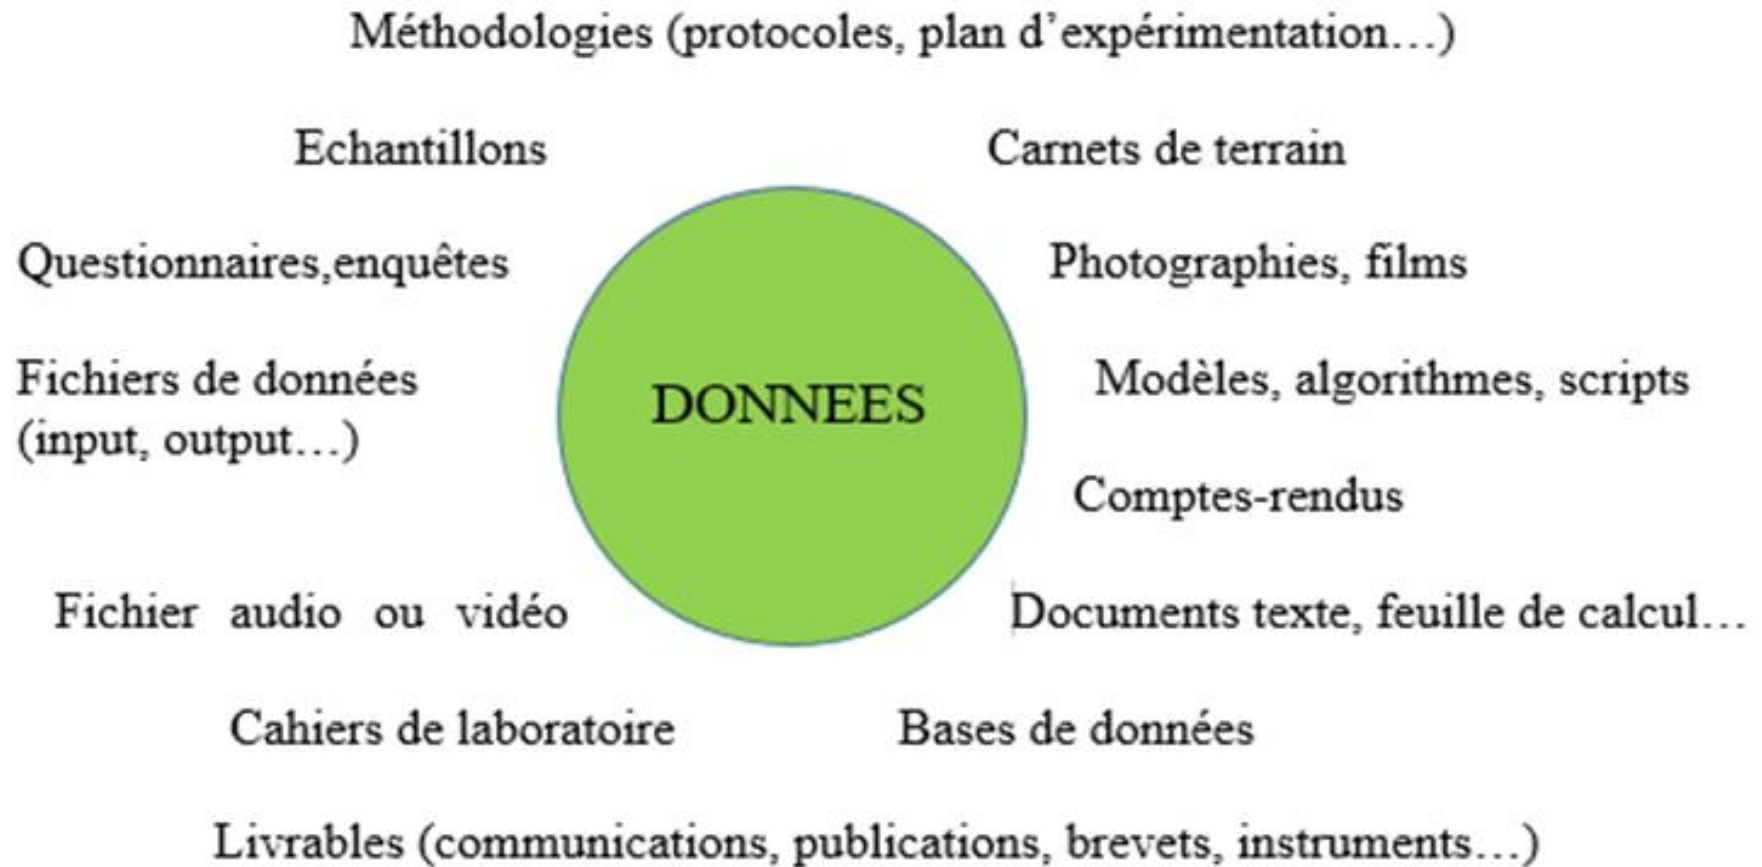 Méthodologies (protocoles, plan d’expérimentation…)
Echantillons
Carnets de terrain
Questionnaires,enquêtes
Photographies, films
Fichiers de données
(input, output…)
DONNEES
Modèles, algorithmes, scripts
Comptes-rendus
Fichier audio ou vidéo
Documents texte, feuille de calcul…
Cahiers de laboratoire
Bases de données
Livrables (communications, publications, brevets, instruments…)